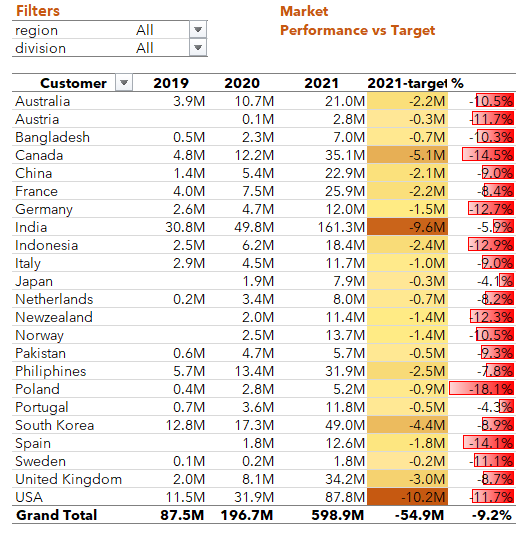 Filters Market
region All Performance vs Target
division All
Customer 2019 2020 2021 2021-target %
Australia 3.9M 10.7M 21.0M -2.2M -10.5%
Austria 0.1M 2.8M -0.3M -11.7%
Bangladesh 0.5M 2.3M 7.0M -0.7M -10.3%
Canada 4.8M 12.2M 35.1M -5.1M -14.5%
China 1.4M 5.4M 22.9M -2.1M -9.0%
France 4.0M 7.5M 25.9M -2.2M -8.4%
Germany 2.6M 4.7M 12.0M -1.5M -12.7%
India 30.8M 49.8M 161.3M -9.6M -5.9%
Indonesia 2.5M 6.2M 18.4M -2.4M -12.9%
Italy 2.9M 4.5M 11.7M -1.0M -9.0%
Japan 1.9M 7.9M -0.3M -4.1%
Netherlands 0.2M 3.4M 8.0M -0.7M -8.2%
Newzealand 2.0M 11.4M -1.4M -12.3%
Norway 2.5M 13.7M -1.4M -10.5%
Pakistan 0.6M 4.7M 5.7M -0.5M -9.3%
Philiphines 5.7M 13.4M 31.9M -2.5M -7.8%
Poland 0.4M 2.8M 5.2M -0.9M -18.1%
Portugal 0.7M 3.6M 11.8M -0.5M -4.3%
South Korea 12.8M 17.3M 49.0M -4.4M -8.9%
Spain 1.8M 12.6M -1.8M -14.1%
Sweden 0.1M 0.2M 1.8M -0.2M -11.1%
United Kingdom 2.0M 8.1M 34.2M -3.0M -8.7%
USA 11.5M 31.9M 87.8M -10.2M -11.7%
Grand Total 87.5M 196.7M 598.9M -54.9M -9.2%